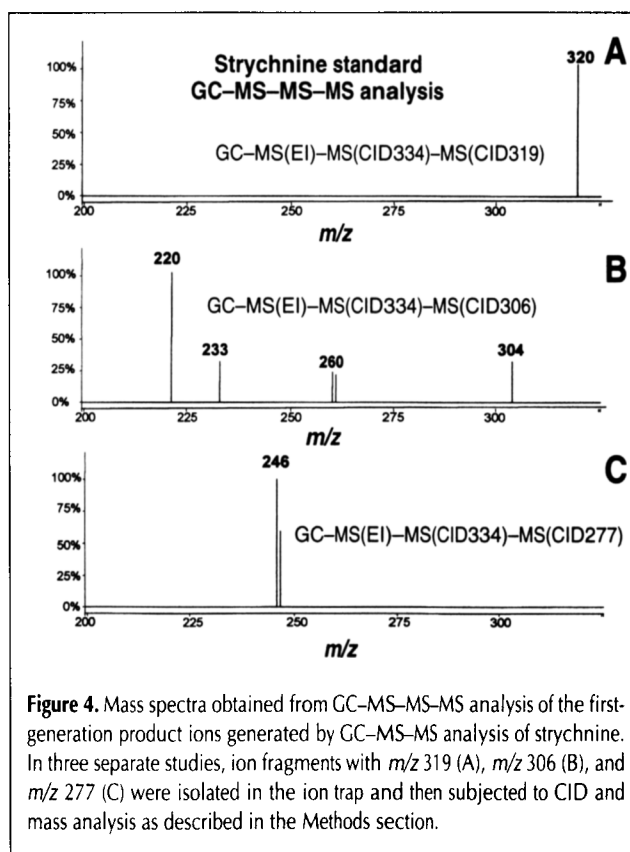 A
Strychnine standard
GC–MS–MS–MS analysis
320
GC–MS(EI)–MS(CID334)–MS(CID319)
100%
75%
50%
25%
0%
200 225 250 275 300
m/z
B
220
GC–MS(EI)–MS(CID334)–MS(CID306)
233
260
304
100%
75%
50%
25%
0%
200 225 250 275 300
m/z
C
246
GC–MS(EI)–MS(CID334)–MS(CID277)
100%
75%
50%
25%
0%
200 225 250 275 300
m/z
Figure 4. Mass spectra obtained from GC–MS–MS–MS analysis of the first-
generation product ions generated by GC–MS–MS analysis of strychnine.
In three separate studies, ion fragments with m/z 319 (A), m/z 306 (B), and
m/z 277 (C) were isolated in the ion trap and then subjected to CID and
mass analysis as described in the Methods section.